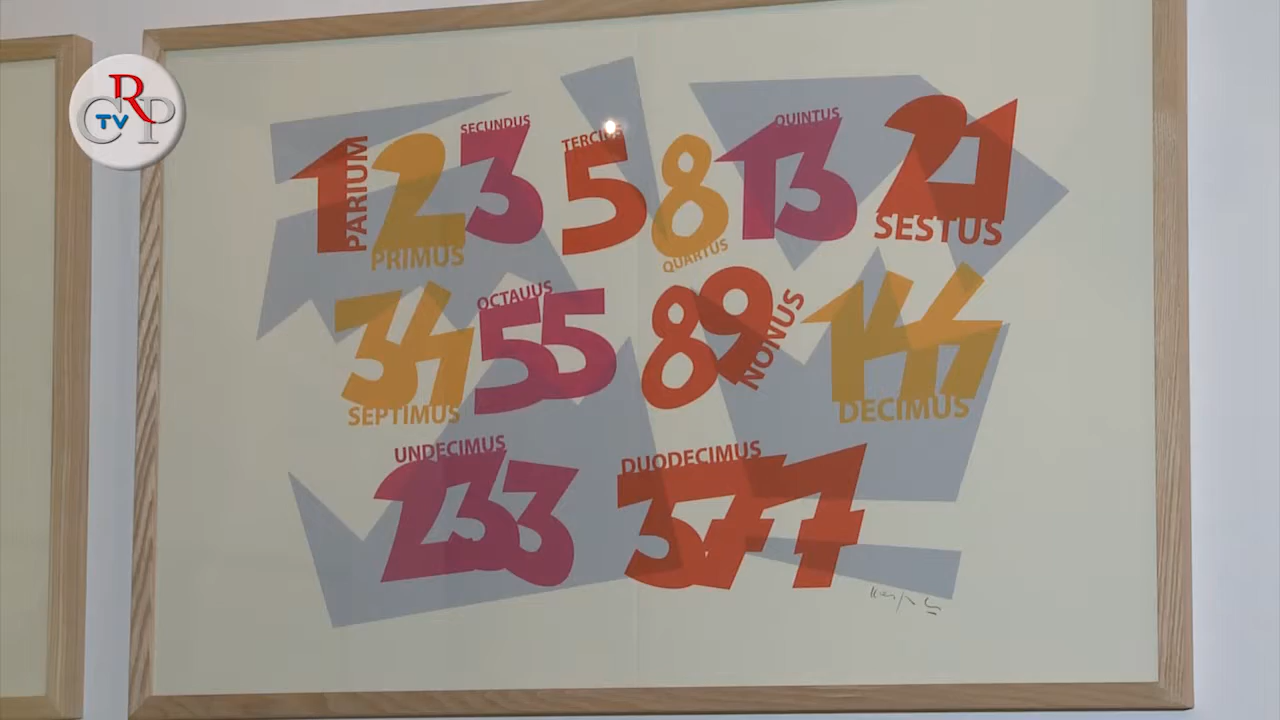 CRP
TV
1 PARIUM
2 PRIMUS
SECUNDUS 3
TERCIUS 5
8 QUARTUS
QUINTUS 13
21 SESTUS
34 SEPTIMUS
OCTAUUS 55
89 NONUS
144 DECIMUS
UNDECIMUS 233
DUODECIMUS 377